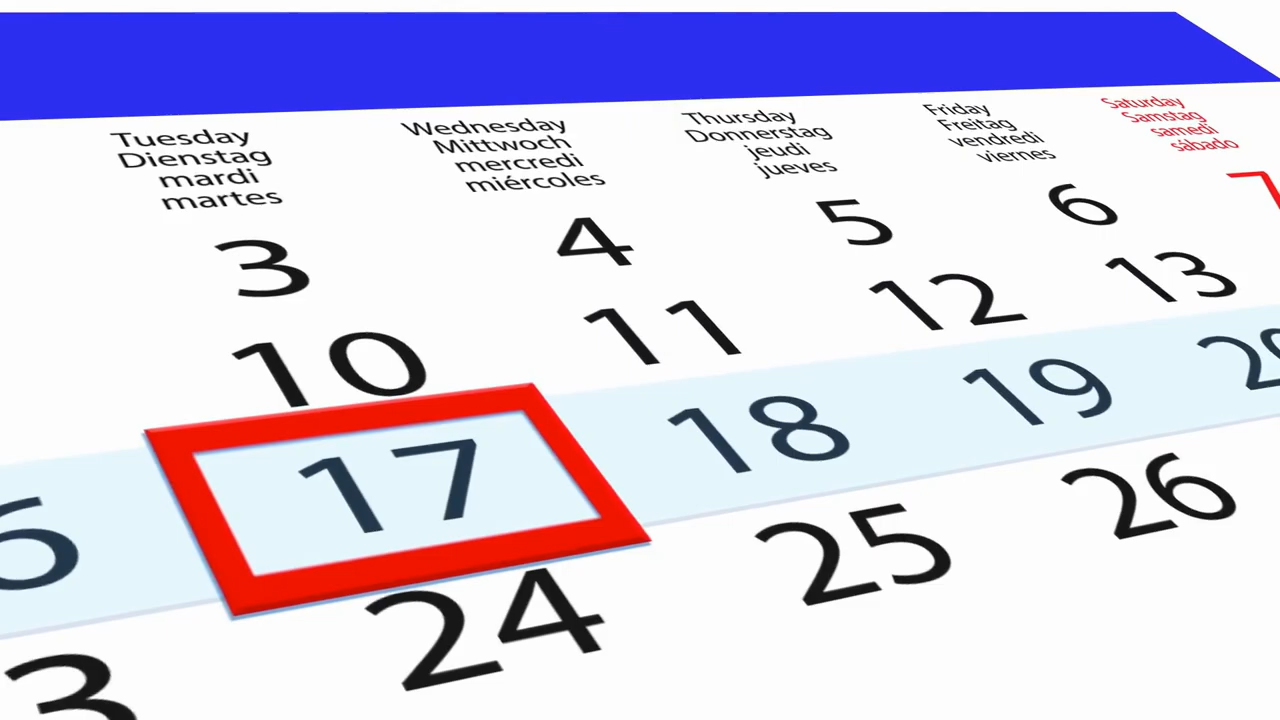 Tuesday Wednesday Thursday Friday Saturday
Dienstag Mittwoch Donnerstag Freitag Samstag
mardi mercredi jeudi vendredi samedi
martes miércoles jueves viernes sábado
3 4 5 6
10 11 12 13
17 18 19
24 25 26